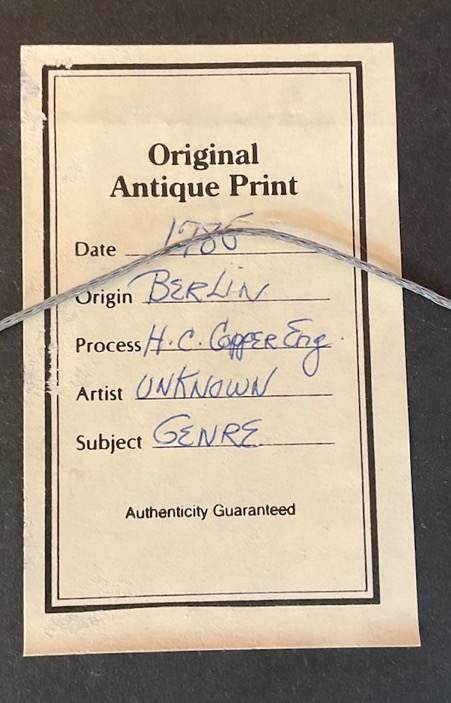 Original
Antique Print
Date
Origin BERLIN
Process H.C. Copper Eng.
Artist UNKNOWN
Subject GENRE
Authenticity Guaranteed